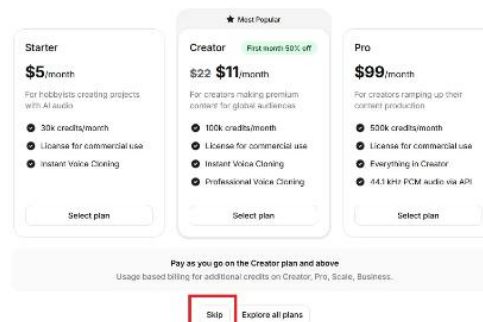 Most Popular
Starter
$5/month
For hobbyists creating projects
with AI audio
30k credits/month
License for commercial use
Instant Voice Cloning
Select plan
Creator
First month 50% off
$22 $11/month
For creators making premium
content for global audiences
100k credits/month
License for commercial use
Instant Voice Cloning
Professional Voice Cloning
Select plan
Pro
$99/month
For creators ramping up their
content production
500k credits/month
License for commercial use
Everything in Creator
44.1 kHz PCM audio via API
Select plan
Pay as you go on the Creator plan and above
Usage based billing for additional credits on Creator, Pro, Scale, Business.
Skip
Explore all plans